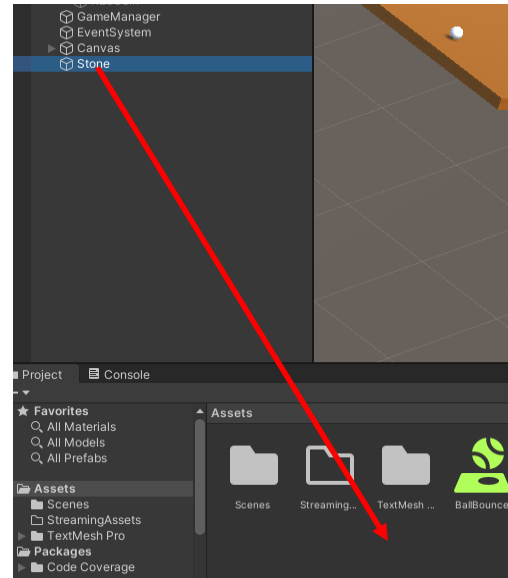 GameManager
EventSystem
Canvas
Stone
Project
Console
Favorites
All Materials
All Models
All Prefabs
Assets
Scenes
StreamingAssets
TextMesh Pro
Packages
Code Coverage
Assets
Scenes
Streaming...
TextMesh ...
BallBounce